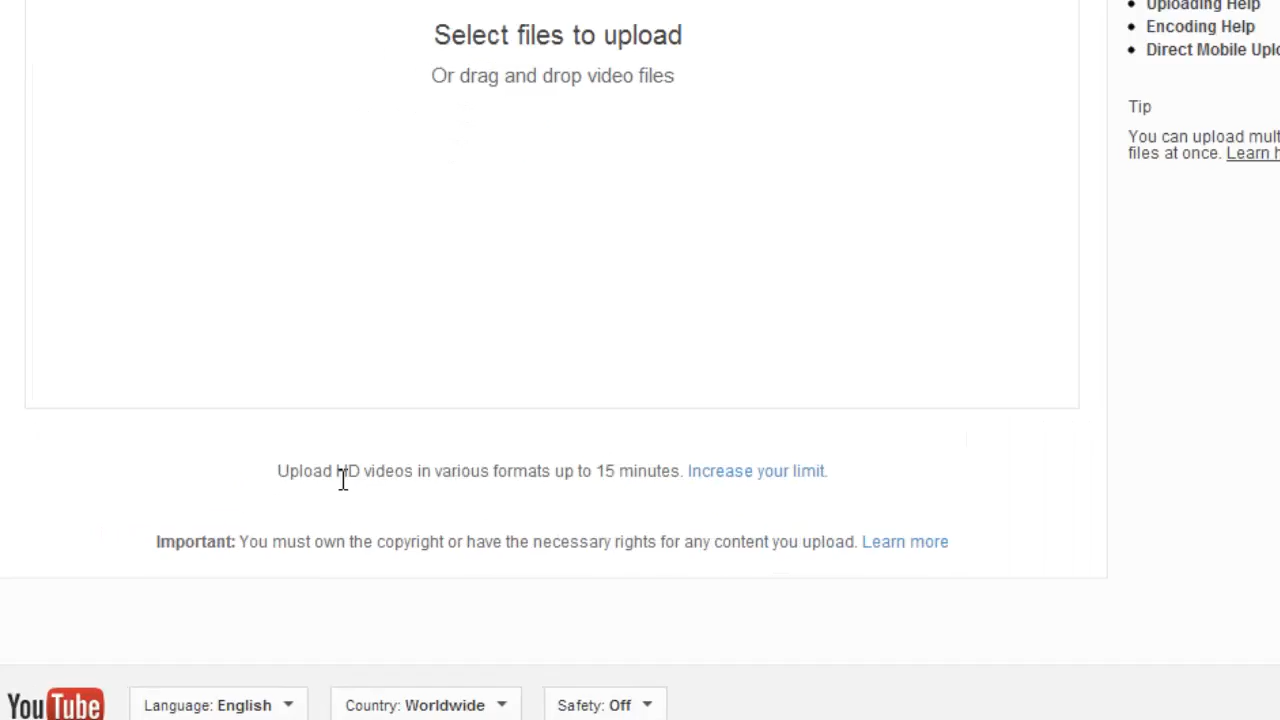 Select files to upload
Or drag and drop video files
Uploading Help
Encoding Help
Direct Mobile
Tip
You can upload
files at once. Learn
Upload HD videos in various formats up to 15 minutes. Increase your limit.
Important: You must own the copyright or have the necessary rights for any content you upload. Learn more
YouTube
Language: English
Country: Worldwide
Safety: Off